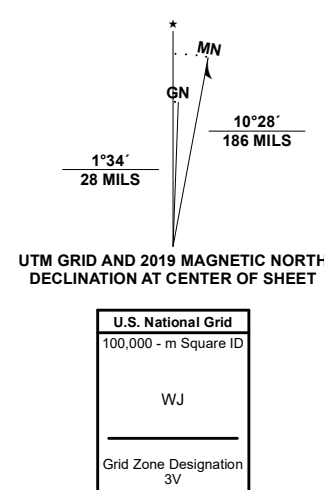 ★
MN
GN
10°28´
186 MILS
1°34´
28 MILS
UTM GRID AND 2019 MAGNETIC NORTH
DECLINATION AT CENTER OF SHEET
U.S. National Grid
100,000 - m Square ID
WJ
Grid Zone Designation
3V